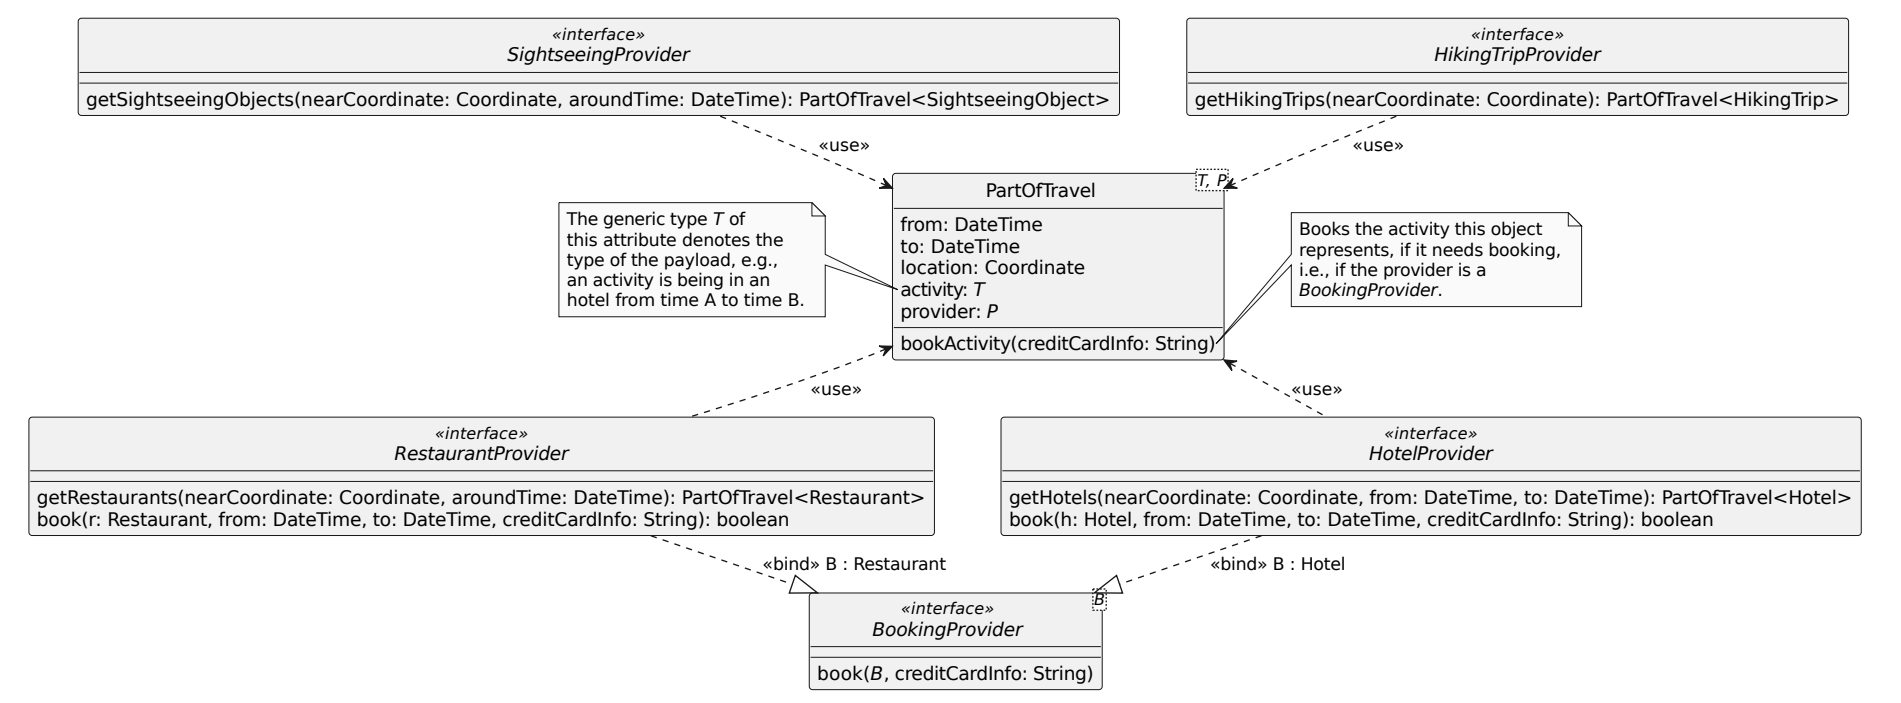 «interface»
SightseeingProvider
getSightseeingObjects(nearCoordinate: Coordinate, aroundTime: DateTime): PartOfTravel<SightseeingObject>
«interface»
HikingTripProvider
getHikingTrips(nearCoordinate: Coordinate): PartOfTravel<HikingTrip>
«use»
«use»
PartOfTravel
T, P
from: DateTime
to: DateTime
location: Coordinate
activity: T
provider: P
bookActivity(creditCardInfo: String)
The generic type T of
this attribute denotes the
type of the payload, e.g.,
an activity is being in an
hotel from time A to time B.
Books the activity this object
represents, if it needs booking,
i.e., if the provider is a
BookingProvider.
«use»
«use»
«interface»
RestaurantProvider
getRestaurants(nearCoordinate: Coordinate, aroundTime: DateTime): PartOfTravel<Restaurant>
book(r: Restaurant, from: DateTime, to: DateTime, creditCardInfo: String): boolean
«interface»
HotelProvider
getHotels(nearCoordinate: Coordinate, from: DateTime, to: DateTime): PartOfTravel<Hotel>
book(h: Hotel, from: DateTime, to: DateTime, creditCardInfo: String): boolean
«bind» B : Restaurant
«bind» B : Hotel
«interface»
BookingProvider
B
book(B, creditCardInfo: String)